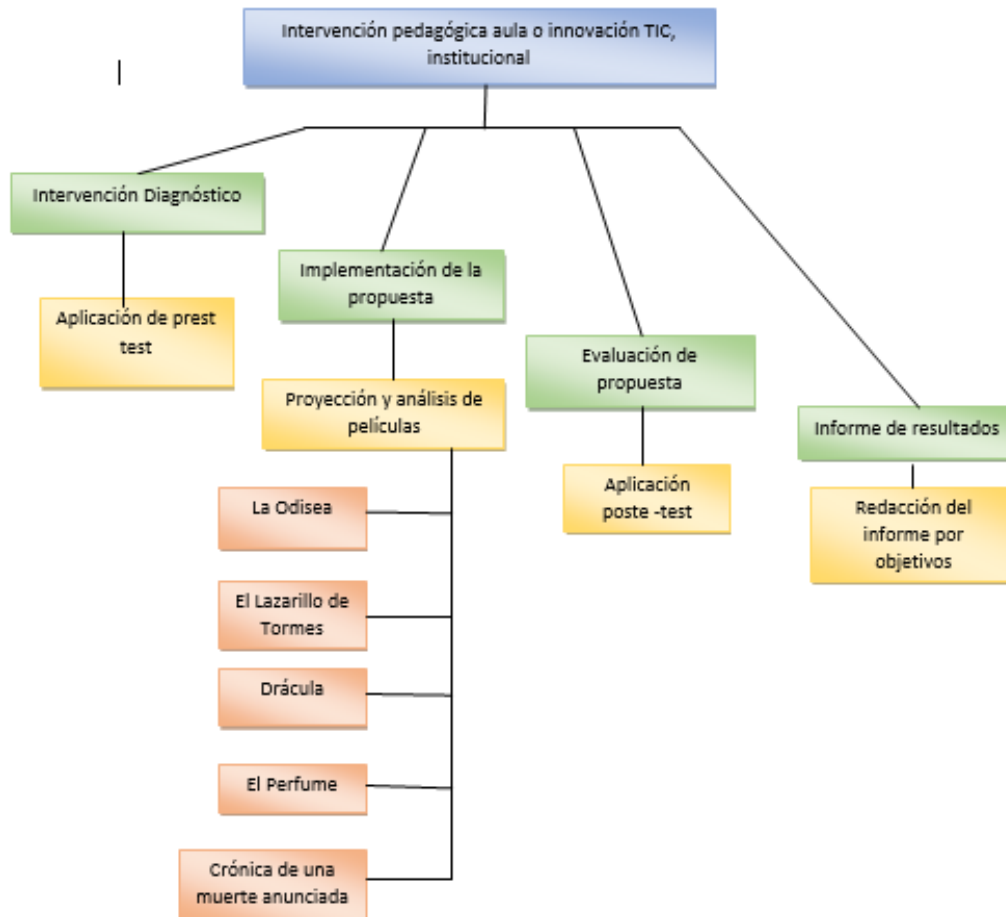 Intervención pedagógica aula o innovación TIC,
institucional
Intervención Diagnóstico
Aplicación de prest
test
Implementación de la
propuesta
Proyección y análisis de
películas
La Odisea
El Lazarillo de
Tormes
Drácula
El Perfume
Crónica de una
muerte anunciada
Evaluación de
propuesta
Aplicación
poste -test
Informe de resultados
Redacción del
informe por
objetivos